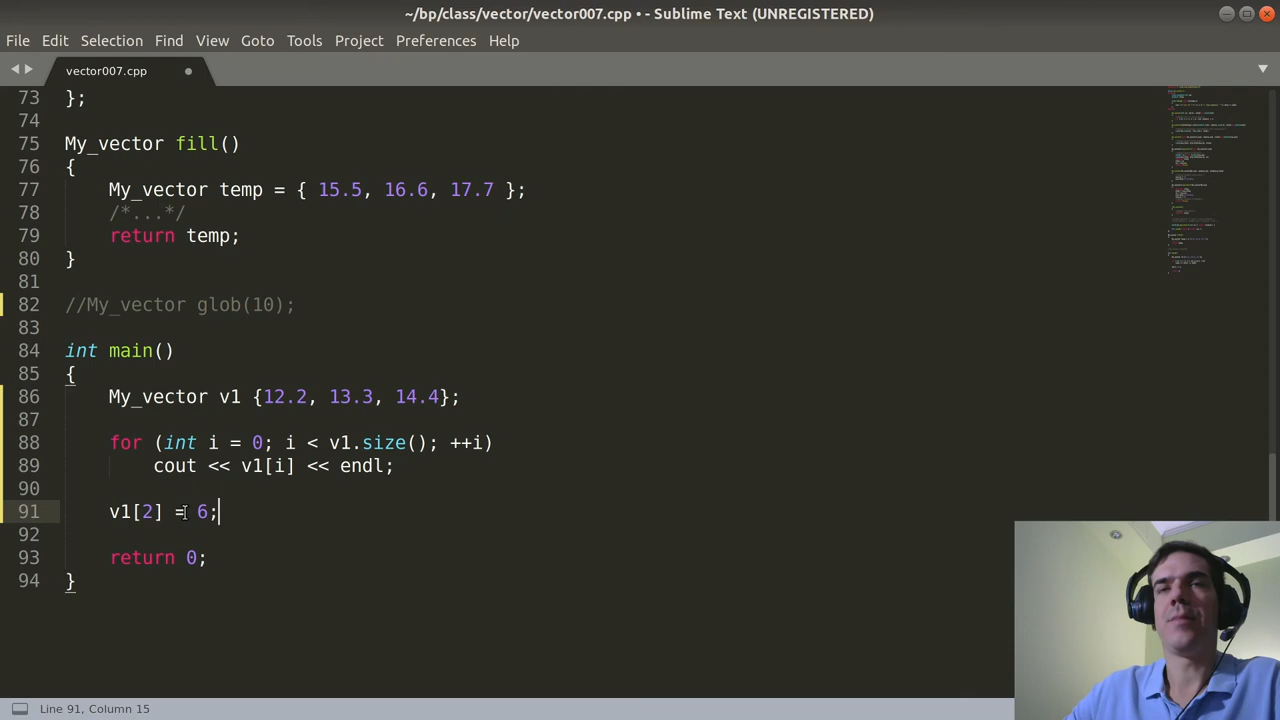 ~/bp/class/vector/vector007.cpp • - Sublime Text (UNREGISTERED)
File Edit Selection Find View Goto Tools Project Preferences Help
vector007.cpp
73 };
74
75 My_vector fill()
76 {
77 My_vector temp = { 15.5, 16.6, 17.7 };
78 /*...*/
79 return temp;
80 }
81
82 //My_vector glob(10);
83
84 int main()
85 {
86 My_vector v1 {12.2, 13.3, 14.4};
87
88 for (int i = 0; i < v1.size(); ++i)
89 cout << v1[i] << endl;
90
91 v1[2] = 6;
92
93 return 0;
94 }
Line 91, Column 15